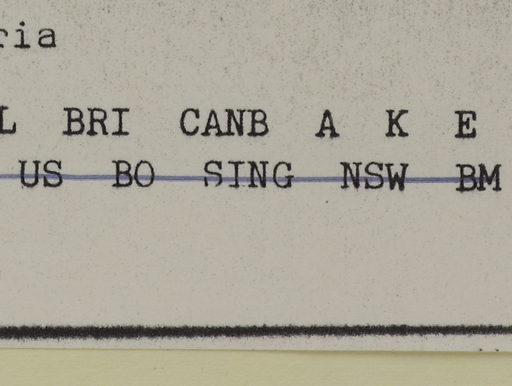 ria
L BRI CANB A K E
US BO SING NSW BM